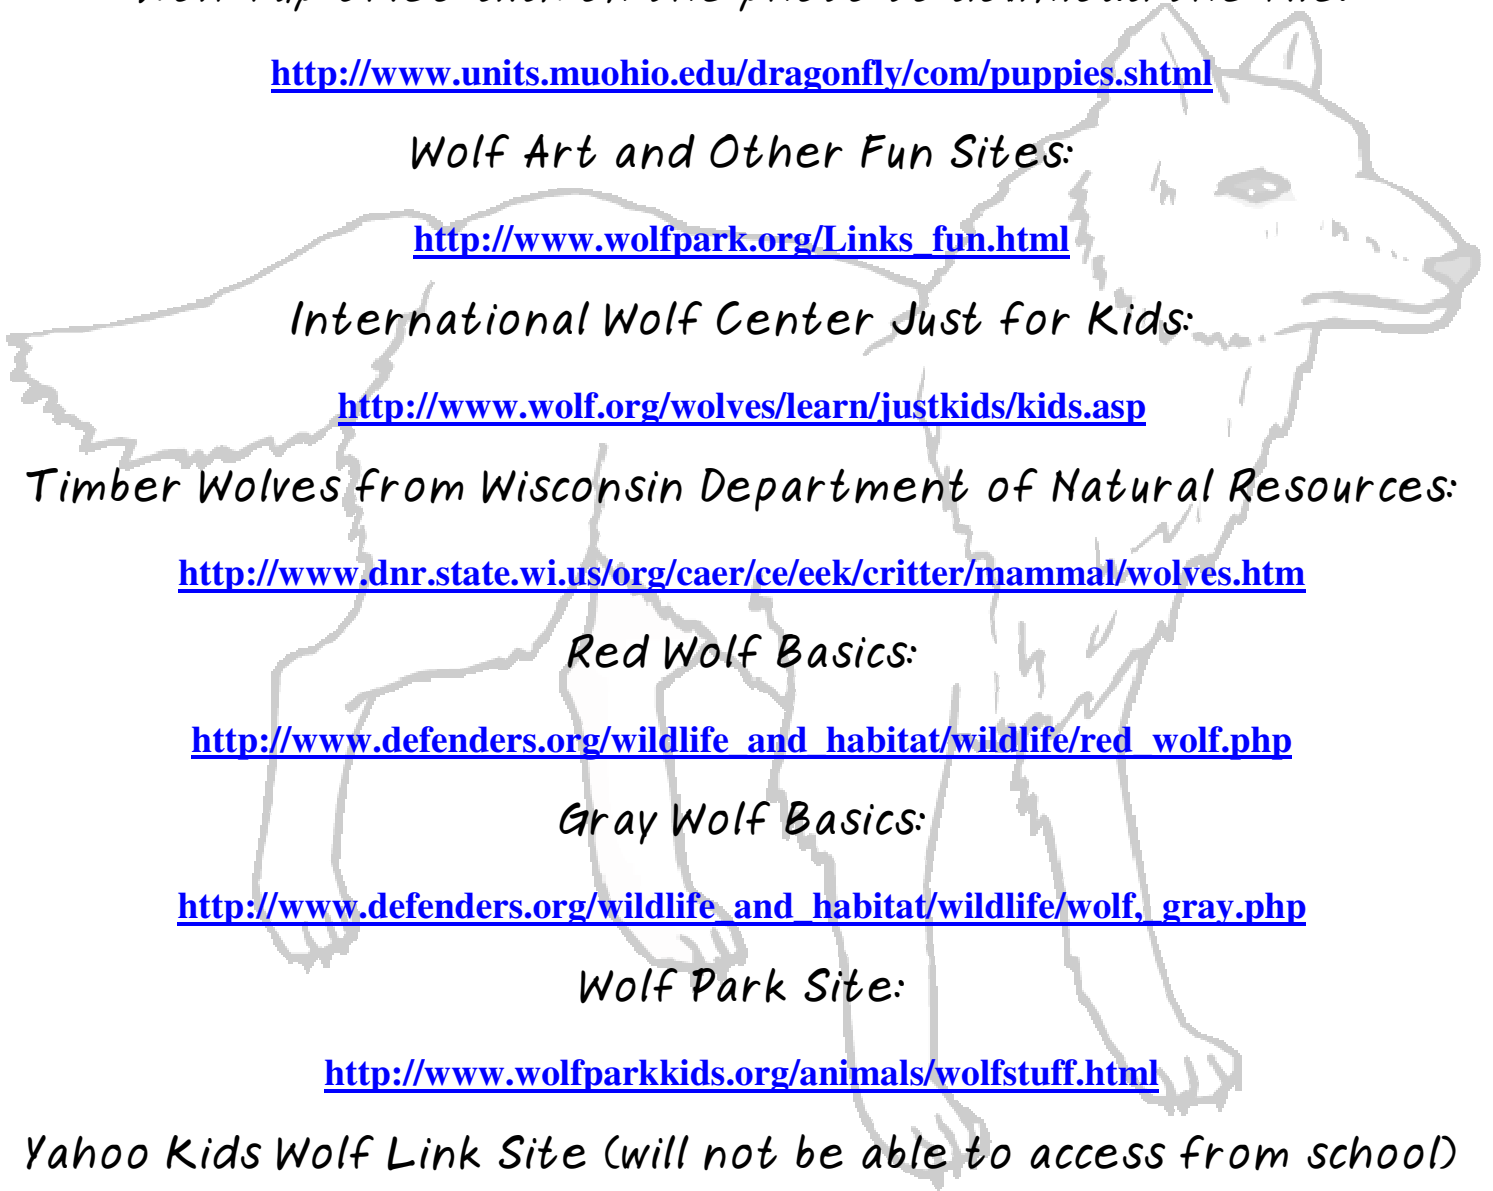 http://www.units.muohio.edu/dragonfly/com/puppies.shtml
Wolf Art and Other Fun Sites:
http://www.wolfpark.org/Links_fun.html
International Wolf Center Just for Kids:
http://www.wolf.org/wolves/learn/justkids/kids.asp
Timber Wolves from Wisconsin Department of Natural Resources:
http://www.dnr.state.wi.us/org/caer/ce/eek/critter/mammal/wolves.htm
Red Wolf Basics:
http://www.defenders.org/wildlife_and_habitat/wildlife/red_wolf.php
Gray Wolf Basics:
http://www.defenders.org/wildlife_and_habitat/wildlife/wolf,_gray.php
Wolf Park Site:
http://www.wolfparkkids.org/animals/wolfstuff.html
Yahoo Kids Wolf Link Site (will not be able to access from school)